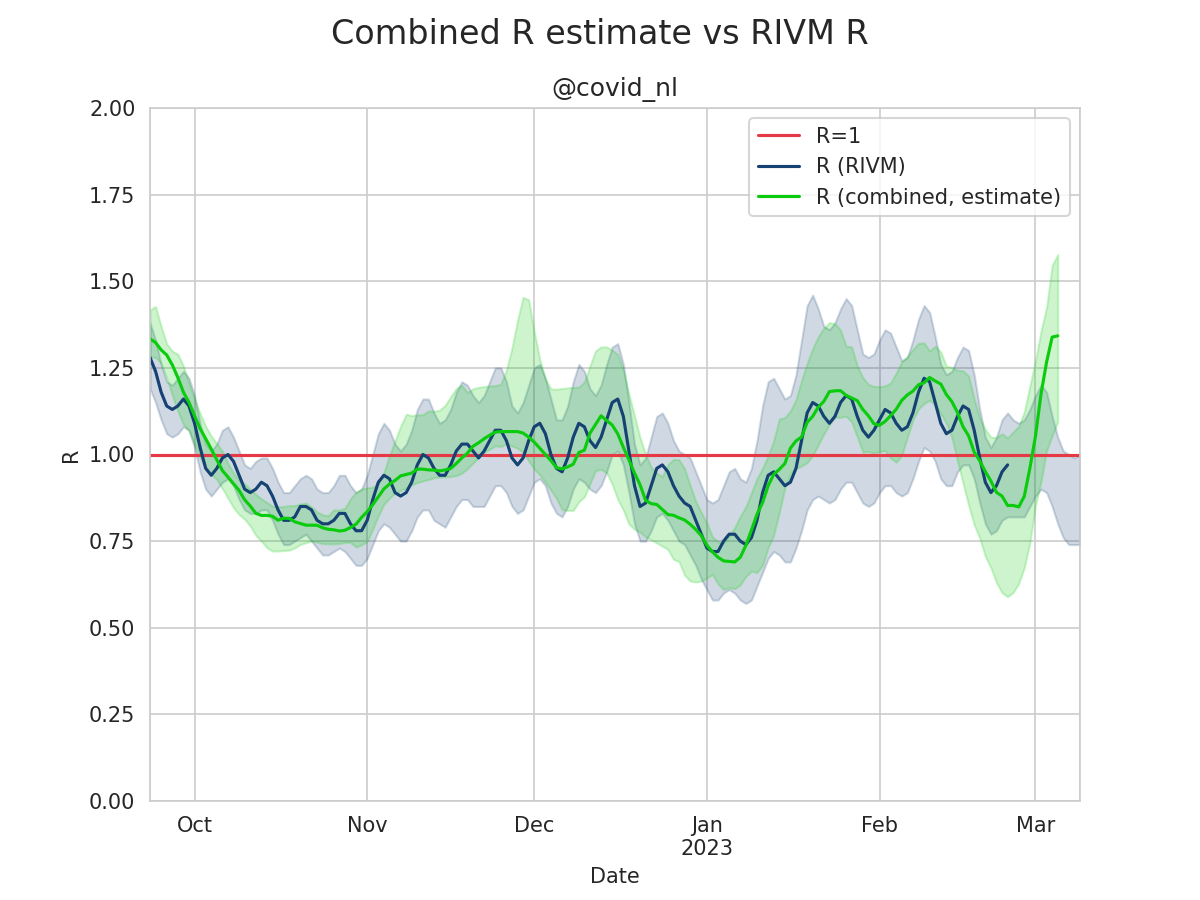 Combined R estimate vs RIVM R
@covid_nl
2.00
1.75
1.50
1.25
1.00
0.75
0.50
0.25
0.00
R
R=1
R (RIVM)
R (combined, estimate)
Oct Nov Dec Jan Feb Mar
2023
Date